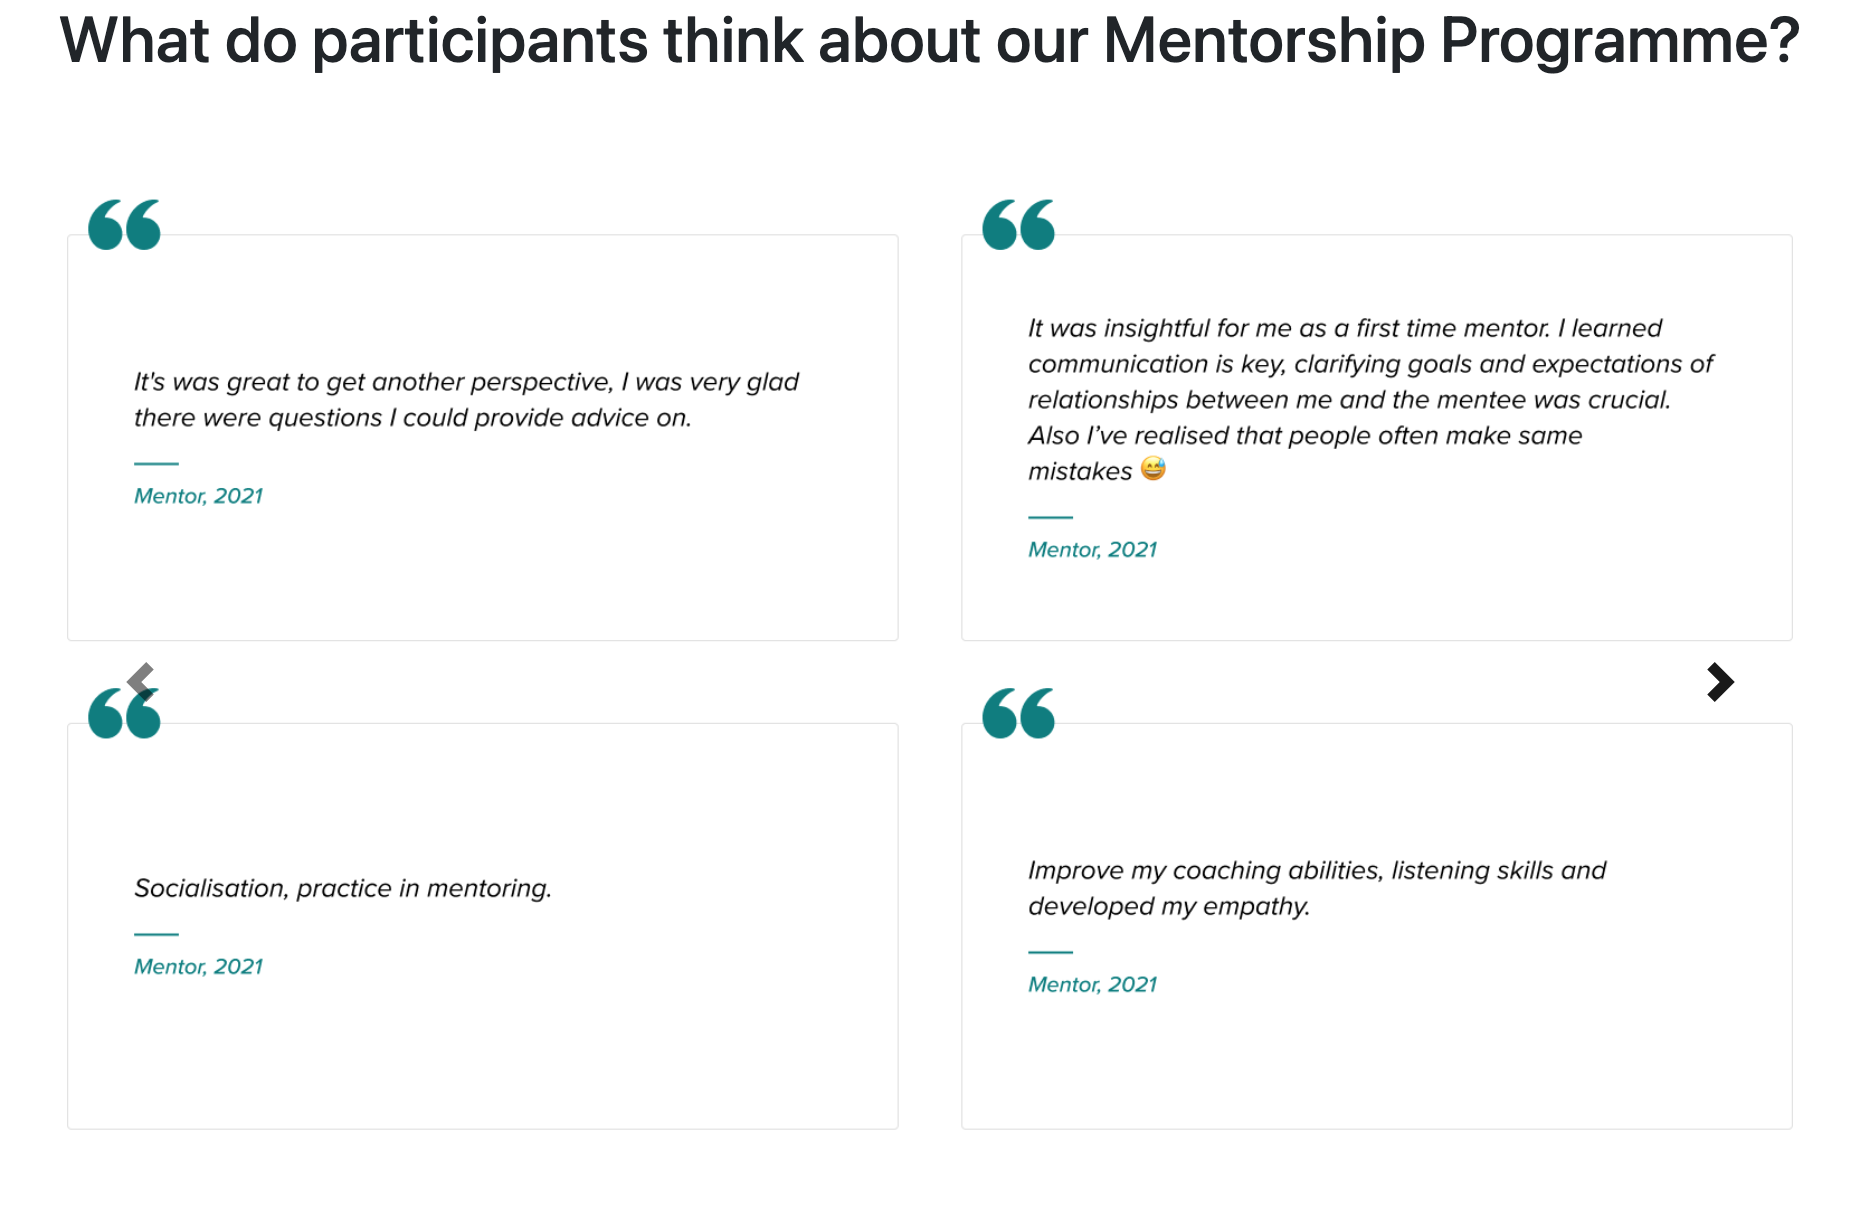 What do participants think about our Mentorship Programme?
It's was great to get another perspective, I was very glad
there were questions I could provide advice on.
Mentor, 2021
It was insightful for me as a first time mentor. I learned
communication is key, clarifying goals and expectations of
relationships between me and the mentee was crucial.
Also I’ve realised that people often make same
mistakes 😅
Mentor, 2021
Socialisation, practice in mentoring.
Mentor, 2021
Improve my coaching abilities, listening skills and
developed my empathy.
Mentor, 2021